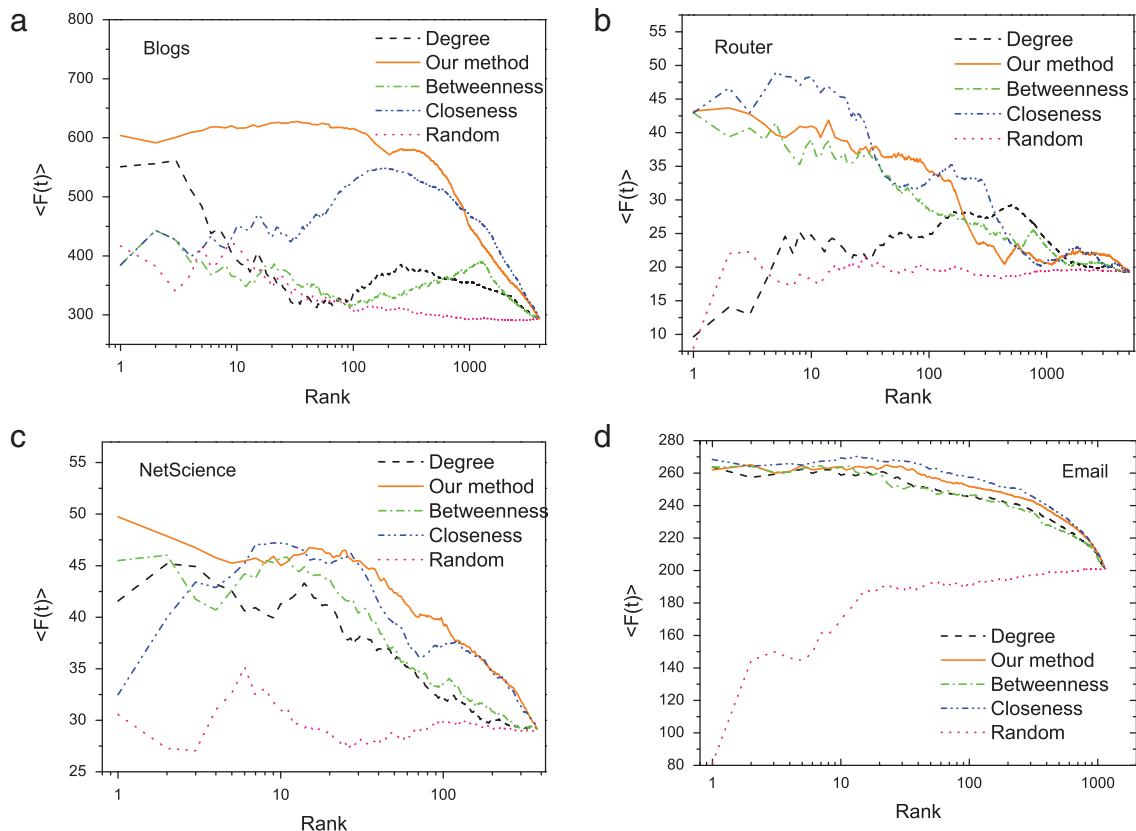 a
Blogs
Degree
Our method
Betweenness
Closeness
Random
<F(t)>
800
700
600
500
400
300
1 10 100 1000
Rank
b
Router
Degree
Our method
Betweenness
Closeness
Random
<F(t)>
55
50
45
40
35
30
25
20
15
10
1 10 100 1000
Rank
c
NetScience
Degree
Our method
Betweenness
Closeness
Random
<F(t)>
55
50
45
40
35
30
25
1 10 100
Rank
d
Email
<F(t)>
280
260
240
220
200
180
160
140
120
100
80
Degree
Our method
Betweenness
Closeness
Random
1 10 100 1000
Rank